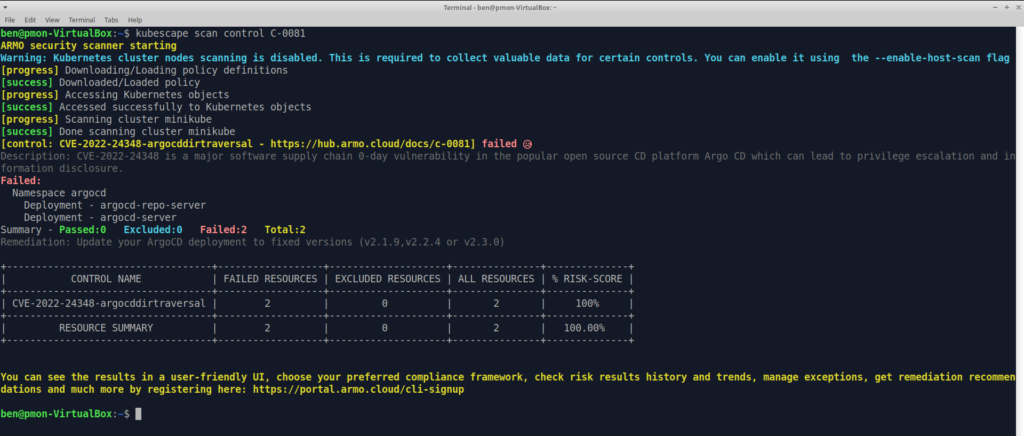 Terminal - ben@pmon-VirtualBox: ~
File Edit View Terminal Tabs Help
ben@pmon-VirtualBox:~$ kubescape scan control C-0081
ARMO security scanner starting
Warning: Kubernetes cluster nodes scanning is disabled. This is required to collect valuable data for certain controls. You can enable it using  the --enable-host-scan flag
[progress] Downloading/Loading policy definitions
[success] Downloaded/Loaded policy
[progress] Accessing Kubernetes objects
[success] Accessed successfully to Kubernetes objects
[progress] Scanning cluster minikube
[success] Done scanning cluster minikube
[control: CVE-2022-24348-argocddirtraversal - https://hub.armo.cloud/docs/c-0081] failed 😥
Description: CVE-2022-24348 is a major software supply chain 0-day vulnerability in the popular open source CD platform Argo CD which can lead to privilege escalation and in
formation disclosure.
Failed:
  Namespace argocd
    Deployment - argocd-repo-server
    Deployment - argocd-server
Summary - Passed:0   Excluded:0   Failed:2   Total:2
Remediation: Update your ArgoCD deployment to fixed versions (v2.1.9,v2.2.4 or v2.3.0)
+----------------------------------+------------------+--------------------+---------------+--------------+
|           CONTROL NAME           | FAILED RESOURCES | EXCLUDED RESOURCES | ALL RESOURCES | % RISK-SCORE |
+----------------------------------+------------------+--------------------+---------------+--------------+
| CVE-2022-24348-argocddirtraversal |        2         |         0          |       2       |     100%     |
+----------------------------------+------------------+--------------------+---------------+--------------+
|         RESOURCE SUMMARY         |        2         |         0          |       2       |   100.00%    |
+----------------------------------+------------------+--------------------+---------------+--------------+
You can see the results in a user-friendly UI, choose your preferred compliance framework, check risk results history and trends, manage exceptions, get remediation recommen
dations and much more by registering here: https://portal.armo.cloud/cli-signup
ben@pmon-VirtualBox:~$